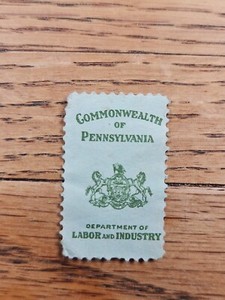 COMMONWEALTH
OF
PENNSYLVANIA
DEPARTMENT OF
LABOR AND INDUSTRY